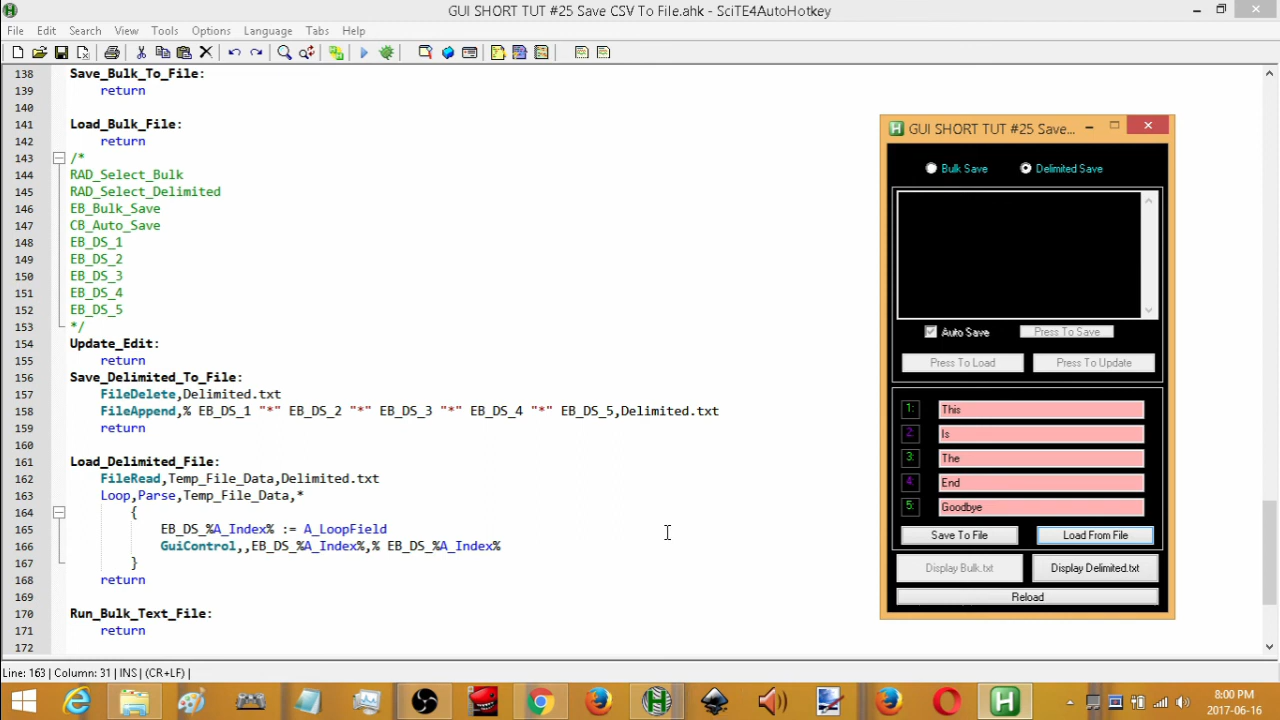 GUI SHORT TUT #25 Save CSV To File.ahk - SciTE4AutoHotkey
File Edit Search View Tools Options Language Tabs Help
138 Save_Bulk_To_File:
139 return
140
141 Load_Bulk_File:
142 return
143 /*
144 RAD_Select_Bulk
145 RAD_Select_Delimited
146 EB_Bulk_Save
147 CB_Auto_Save
148 EB_DS_1
149 EB_DS_2
150 EB_DS_3
151 EB_DS_4
152 EB_DS_5
153 */
154 Update_Edit:
155 return
156 Save_Delimited_To_File:
157 FileDelete,Delimited.txt
158 FileAppend,% EB_DS_1 "*" EB_DS_2 "*" EB_DS_3 "*" EB_DS_4 "*" EB_DS_5,Delimited.txt
159 return
160
161 Load_Delimited_File:
162 FileRead,Temp_File_Data,Delimited.txt
163 Loop,Parse,Temp_File_Data,*
164 {
165 EB_DS_%A_Index% := A_LoopField
166 GuiControl,,EB_DS_%A_Index%,% EB_DS_%A_Index%
167 }
168 return
169
170 Run_Bulk_Text_File:
171 return
172
GUI SHORT TUT #25 Save...
Bulk Save Delimited Save
Auto Save Press To Save
Press To Load Press To Update
1: This
2: Is
3: The
4: End
5: Goodbye
Save To File Load From File
Display Bulk.txt Display Delimited.txt
Reload
Line: 163 | Column: 31 | INS | (CR+LF) |
8:00 PM
2017-06-16